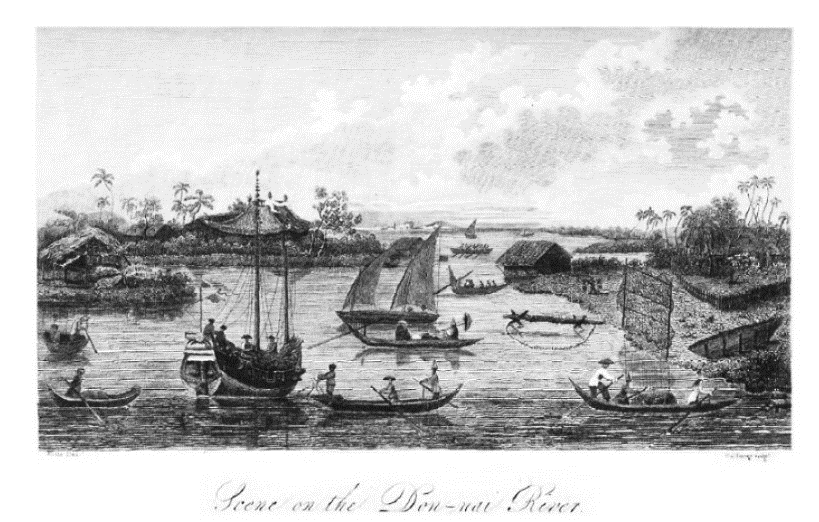 Scene on the Don-nai River.